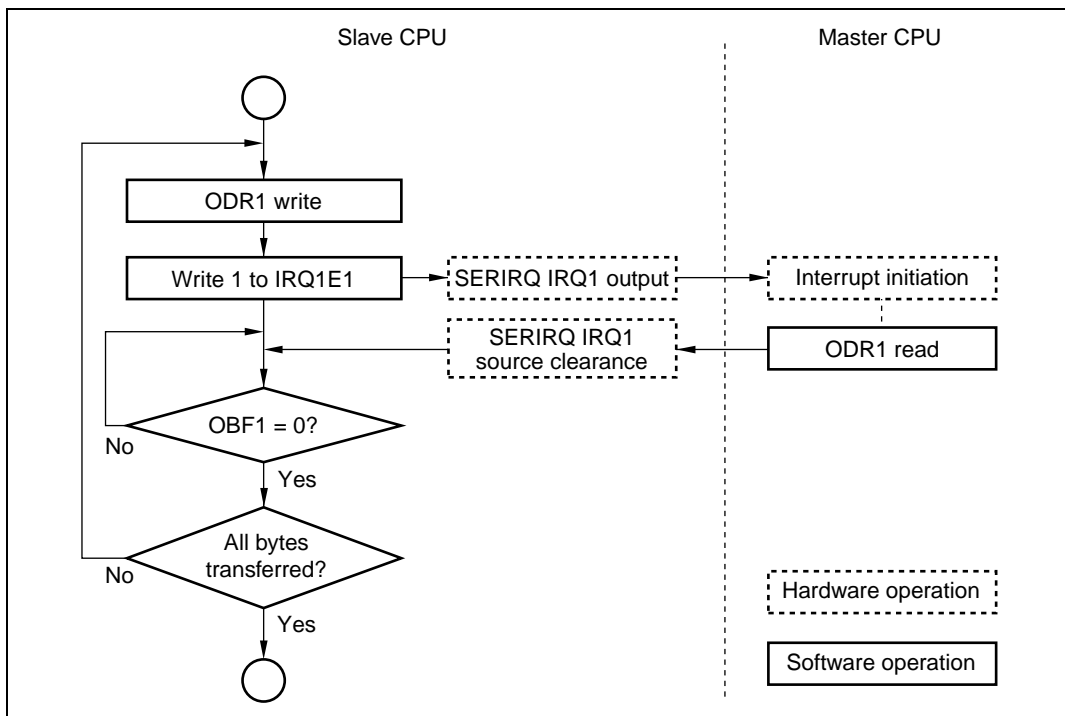 Slave CPU
Master CPU
ODR1 write
Write 1 to IRQ1E1
SERIRQ IRQ1 output
Interrupt initiation
SERIRQ IRQ1
source clearance
ODR1 read
OBF1 = 0?
No
Yes
All bytes
transferred?
No
Yes
Hardware operation
Software operation